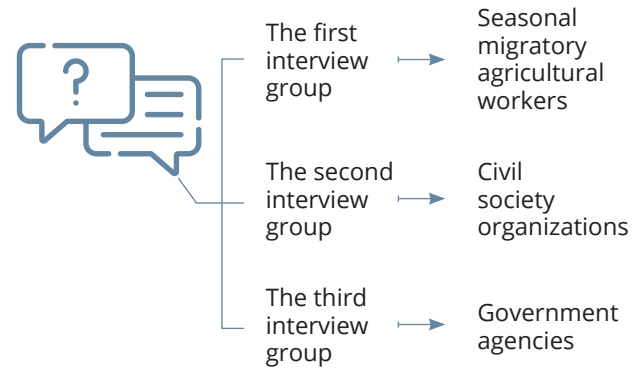 The first
interview
group
Seasonal
migratory
agricultural
workers
The second
interview
group
Civil
society
organizations
The third
interview
group
Government
agencies